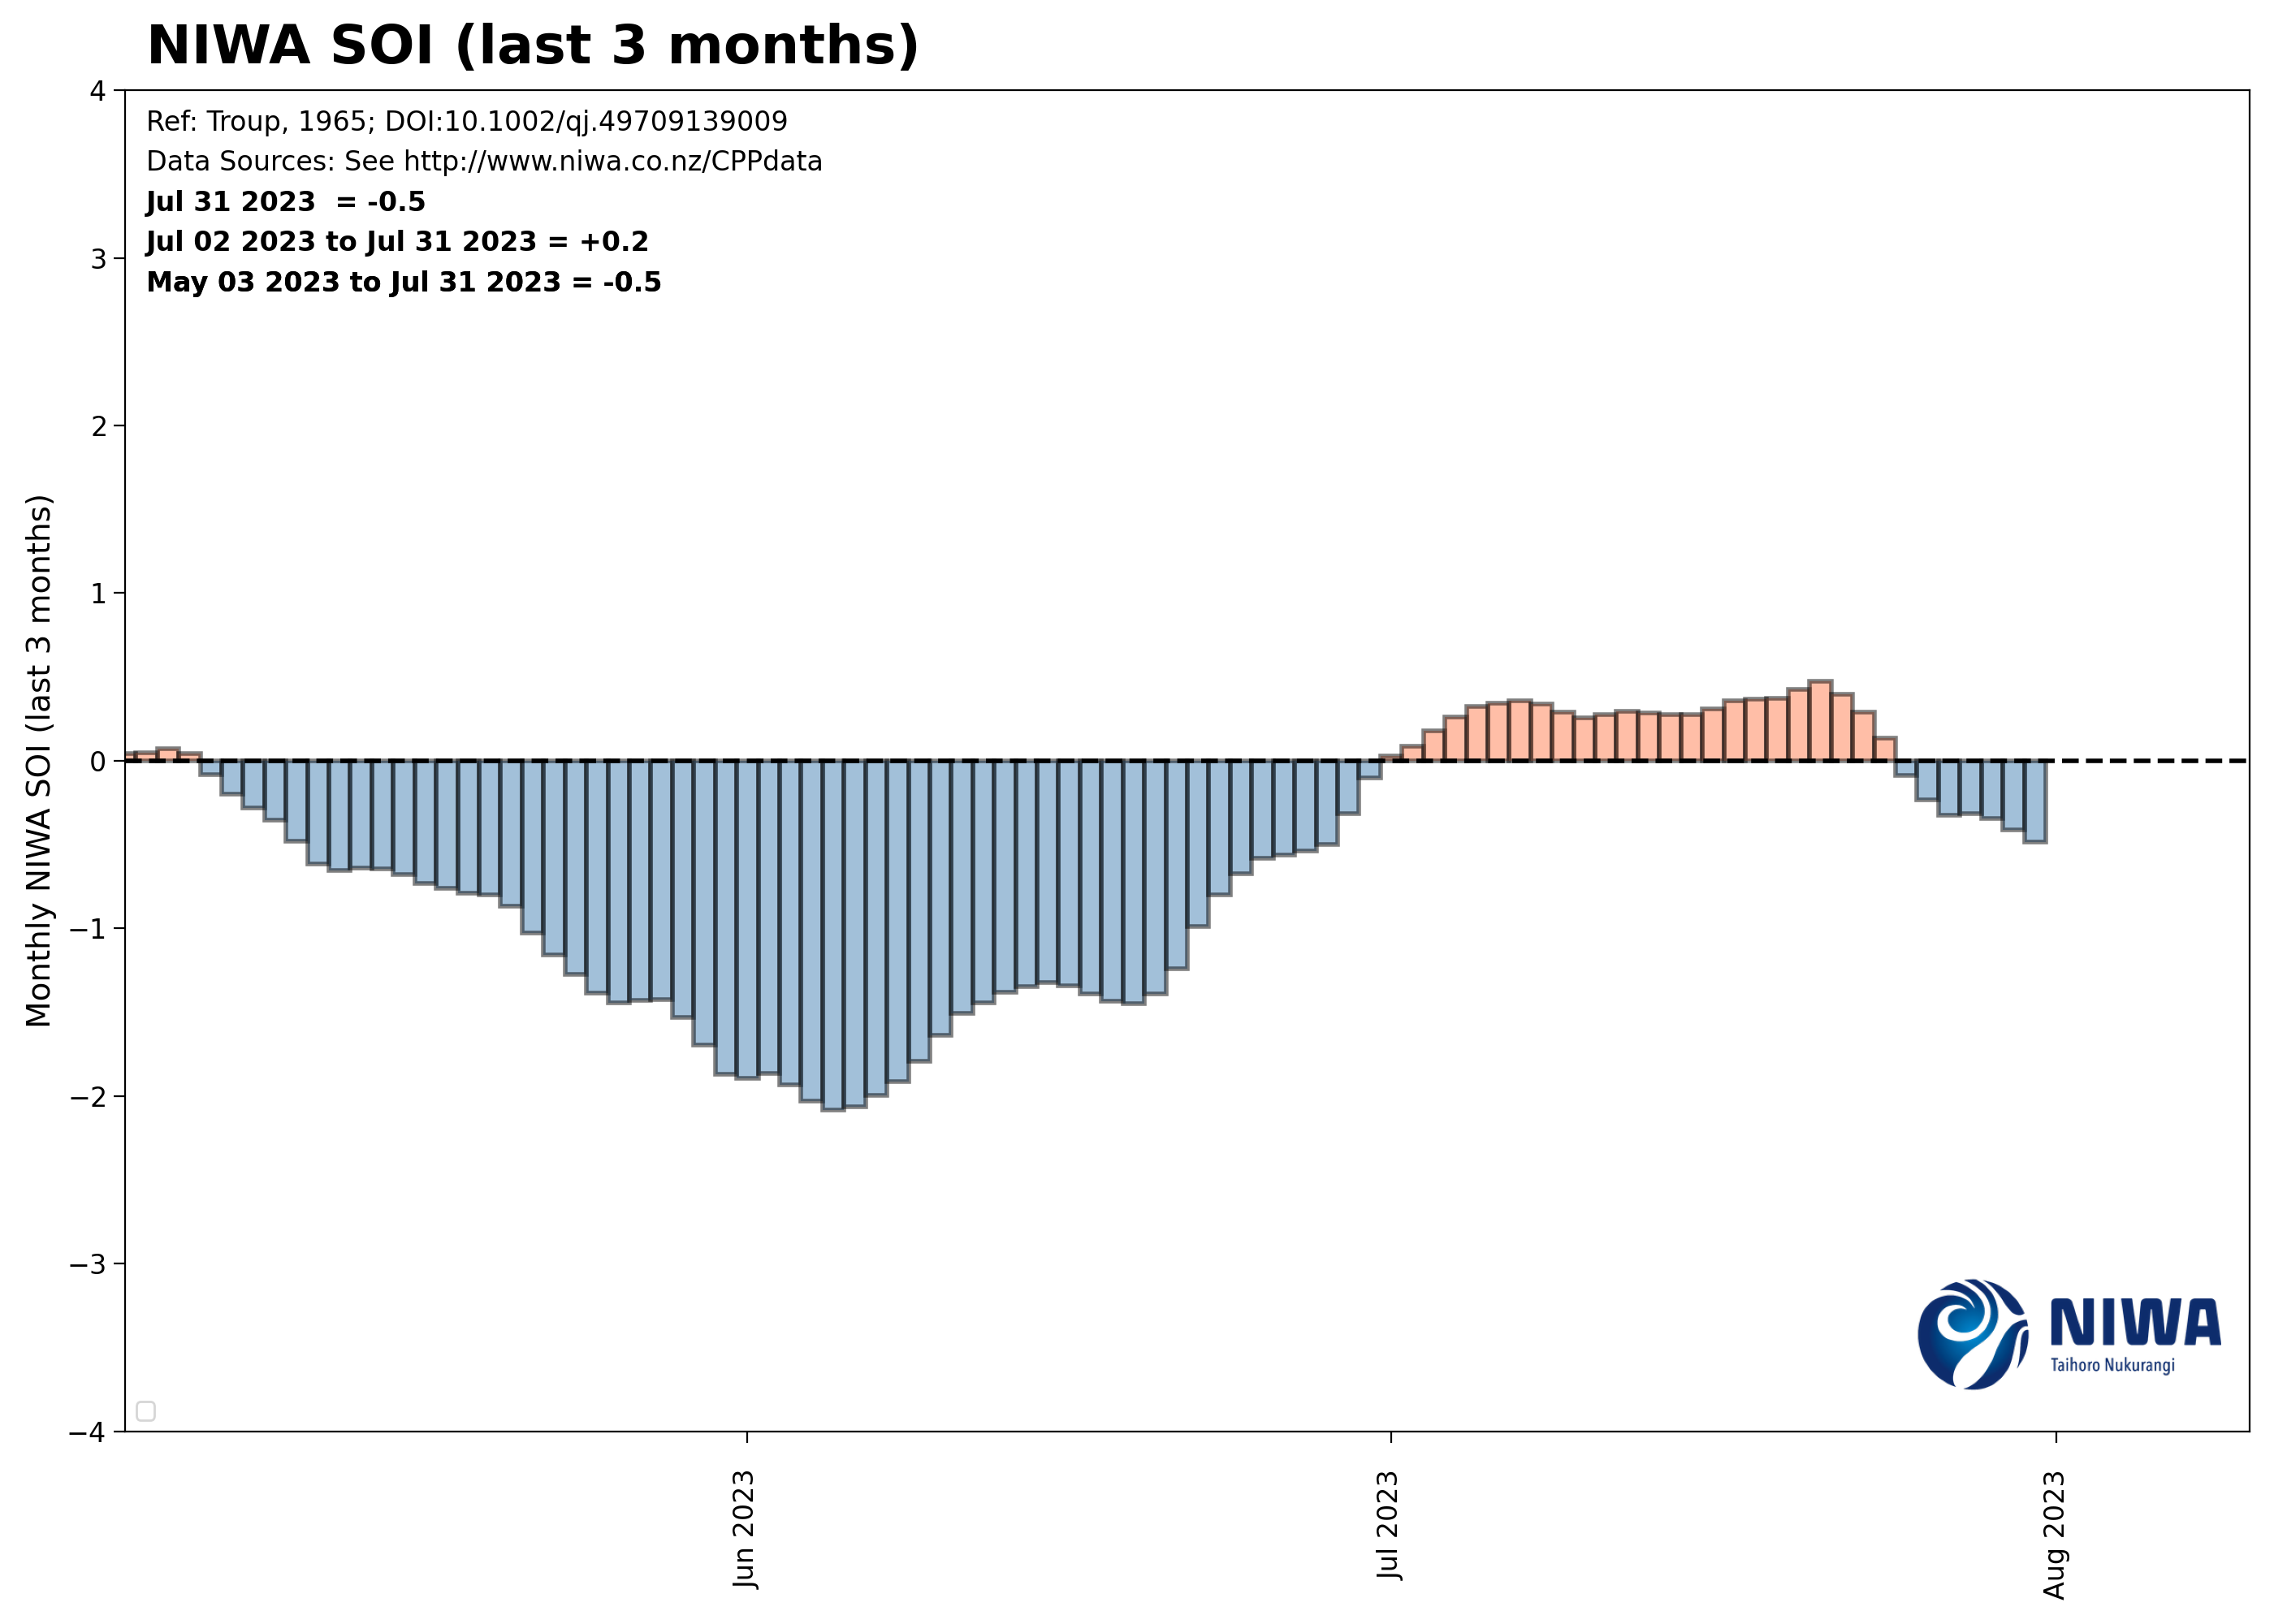 NIWA SOI (last 3 months)
Ref: Troup, 1965; DOI:10.1002/qj.49709139009
Data Sources: See http://www.niwa.co.nz/CPPdata
Jul 31 2023  = -0.5
Jul 02 2023 to Jul 31 2023 = +0.2
May 03 2023 to Jul 31 2023 = -0.5
Monthly NIWA SOI (last 3 months)
4
3
2
1
0
−1
−2
−3
−4
Jun 2023
Jul 2023
Aug 2023
NIWA
Taihoro Nukurangi